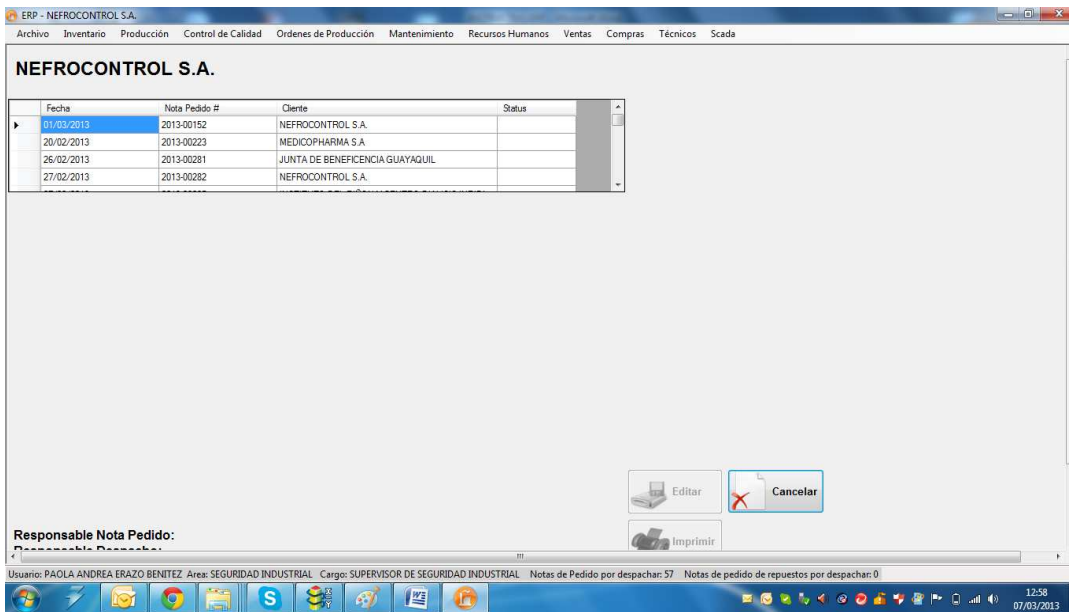 ERP - NEFROCONTROL S.A.
Archivo Inventario Producción Control de Calidad Ordenes de Producción Mantenimiento Recursos Humanos Ventas Compras Técnicos Scada
NEFROCONTROL S.A.
Fecha Nota Pedido # Cliente Status
01/03/2013 2013-00152 NEFROCONTROL S.A.
20/02/2013 2013-00223 MEDICOPHARMA S.A
26/02/2013 2013-00281 JUNTA DE BENEFICENCIA GUAYAQUIL
27/02/2013 2013-00282 NEFROCONTROL S.A.
Editar Cancelar
Responsable Nota Pedido:
Imprimir
Usuario: PAOLA ANDREA ERAZO BENITEZ Area: SEGURIDAD INDUSTRIAL Cargo: SUPERVISOR DE SEGURIDAD INDUSTRIAL Notas de Pedido por despachar: 57 Notas de pedido de repuestos por despachar: 0
12:58
07/03/2013